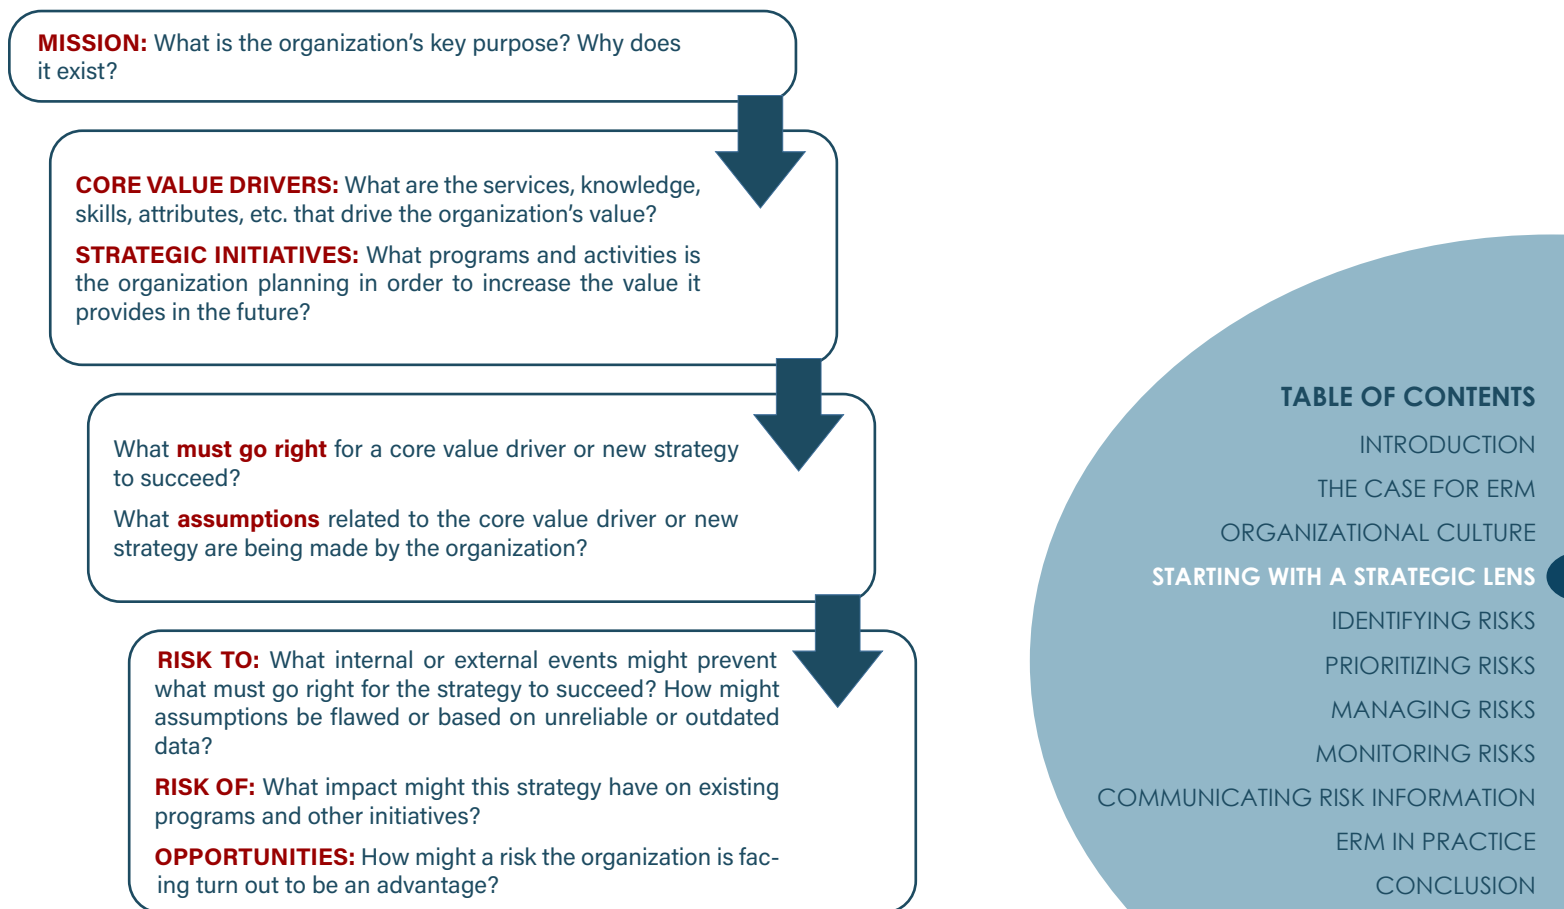 MISSION: What is the organization’s key purpose? Why does
it exist?
CORE VALUE DRIVERS: What are the services, knowledge,
skills, attributes, etc. that drive the organization’s value?
STRATEGIC INITIATIVES: What programs and activities is
the organization planning in order to increase the value it
provides in the future?
What must go right for a core value driver or new strategy
to succeed?
What assumptions related to the core value driver or new
strategy are being made by the organization?
RISK TO: What internal or external events might prevent
what must go right for the strategy to succeed? How might
assumptions be flawed or based on unreliable or outdated
data?
RISK OF: What impact might this strategy have on existing
programs and other initiatives?
OPPORTUNITIES: How might a risk the organization is fac-
ing turn out to be an advantage?
TABLE OF CONTENTS
INTRODUCTION
THE CASE FOR ERM
ORGANIZATIONAL CULTURE
STARTING WITH A STRATEGIC LENS
IDENTIFYING RISKS
PRIORITIZING RISKS
MANAGING RISKS
MONITORING RISKS
COMMUNICATING RISK INFORMATION
ERM IN PRACTICE
CONCLUSION